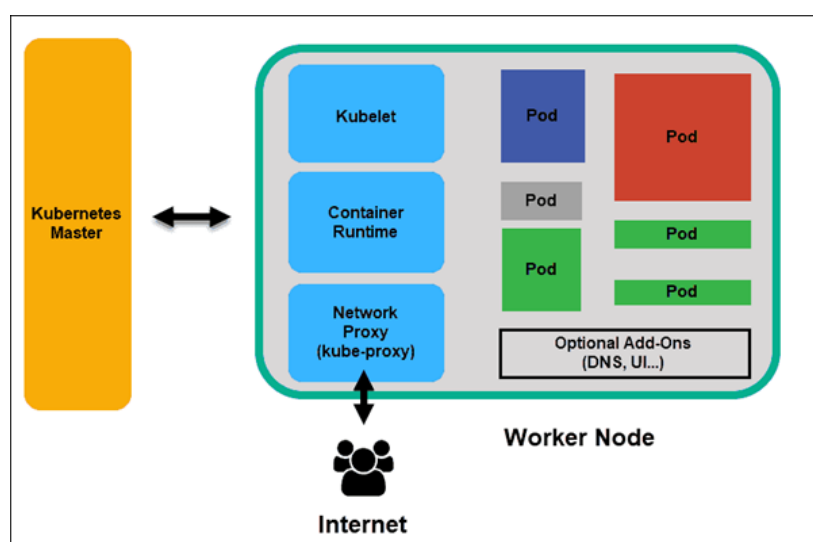 Kubernetes
Master
Kubelet
Container
Runtime
Network
Proxy
(kube-proxy)
Pod
Pod
Pod
Pod
Pod
Pod
Optional Add-Ons
(DNS, UI...)
Worker Node
Internet